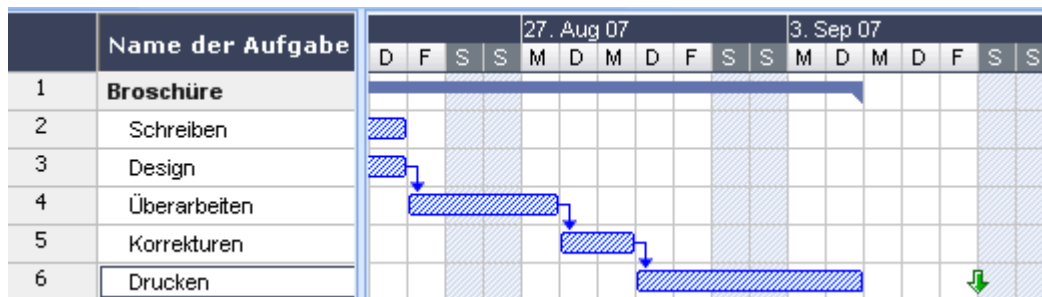 27. Aug 07 3. Sep 07
Name der Aufgabe
D F S S M D M D F S S M D M D F S S
1 Broschüre
2 Schreiben
3 Design
4 Überarbeiten
5 Korrekturen
6 Drucken